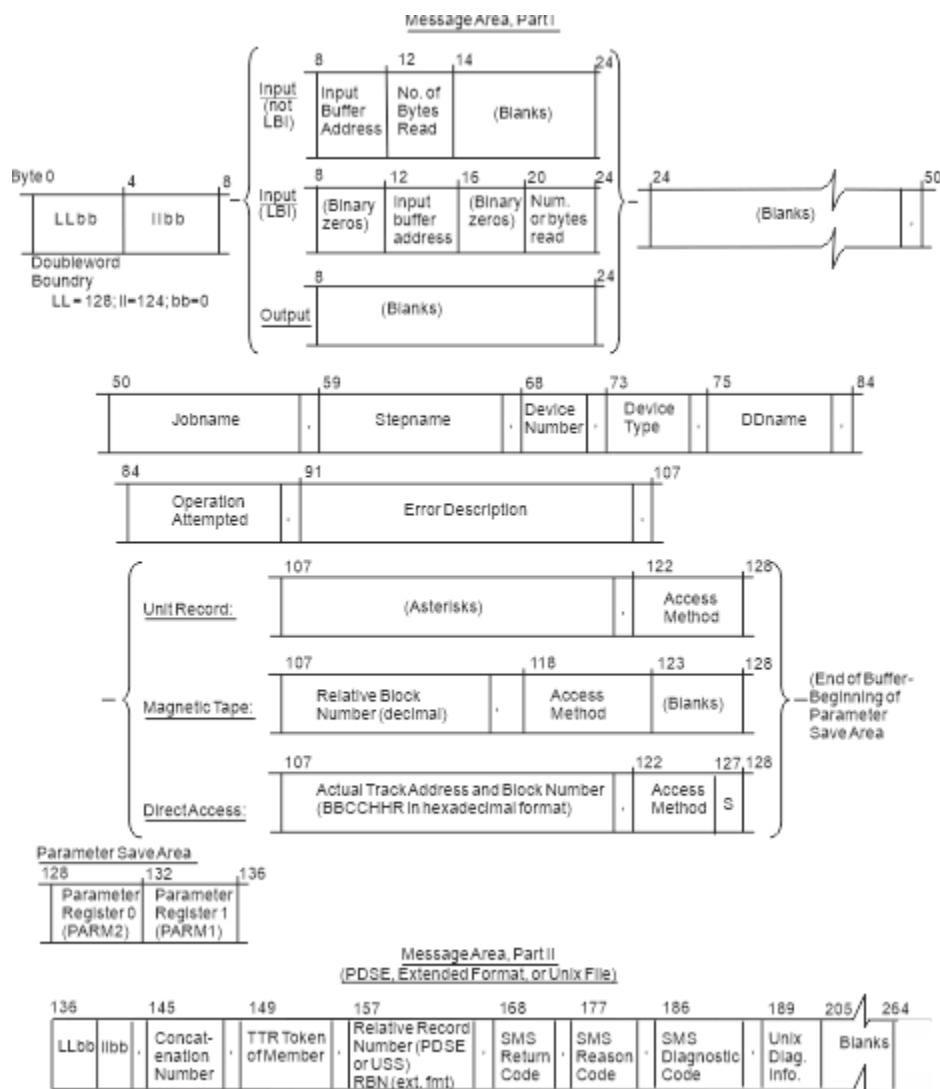 Message Area, Part I
8 12 14 24
Input (not LBI)
Input Buffer Address
No. of Bytes Read
(Blanks)
Byte 0 4 8
LLbb llbb
Doubleword Boundry
LL = 128; ll=124; bb=0
8 12 16 20 24
Input (LBI)
(Binary zeros)
Input buffer address
(Binary zeros)
Num. or bytes read
8 24
Output
(Blanks)
24 50
(Blanks) ,
50 59 68 73 75 84
Jobname ,
Stepname ,
Device Number ,
Device Type ,
DDname ,
84 91 107
Operation Attempted ,
Error Description ,
107 122 128
Unit Record:
(Asterisks) ,
Access Method
107 118 123 128
Magnetic Tape:
Relative Block Number (decimal) ,
Access Method
(Blanks)
107 122 127 128
Direct Access:
Actual Track Address and Block Number (BBCCHHR in hexadecimal format) ,
Access Method
S
(End of Buffer-
Beginning of
Parameter
Save Area
Parameter Save Area
128 132 136
Parameter Register 0 (PARM2)
Parameter Register 1 (PARM1)
Message Area, Part II
(PDSE, Extended Format, or Unix File)
136 145 149 157 168 177 186 189 205 264
LLbb llbb ,
Concat-enation Number ,
TTR Token of Member ,
Relative Record Number (PDSE or USS) RBN (ext. fmt) ,
SMS Return Code ,
SMS Reason Code ,
SMS Diagnostic Code ,
Unix Diag. Info.
Blanks